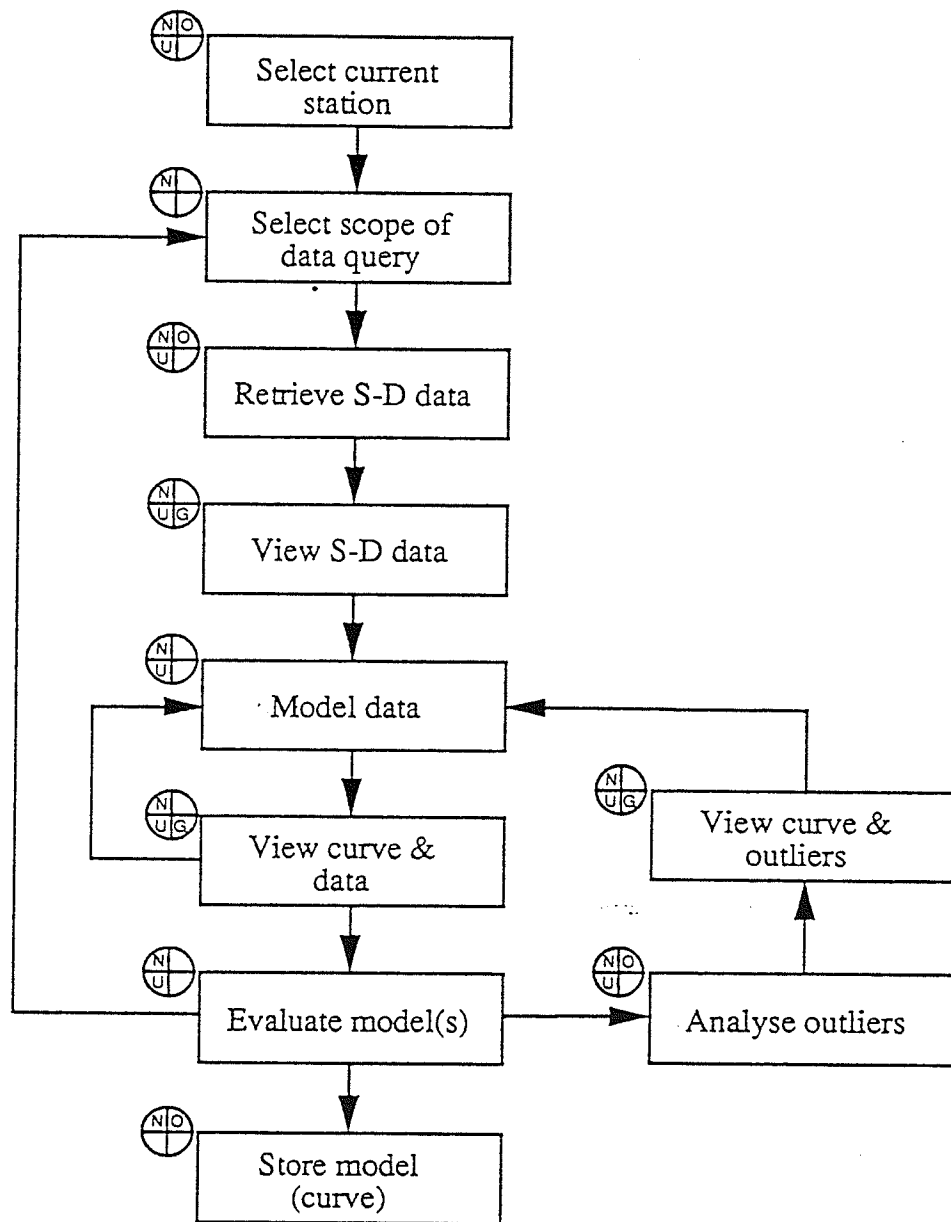 N O
U
Select current
station
N
Select scope of
data query
N O
U
Retrieve S-D data
N
U G
View S-D data
N
U
Model data
N
U G
View curve &
data
N
U G
View curve &
outliers
N
U
Evaluate model(s)
N O
U
Analyse outliers
N O
Store model
(curve)